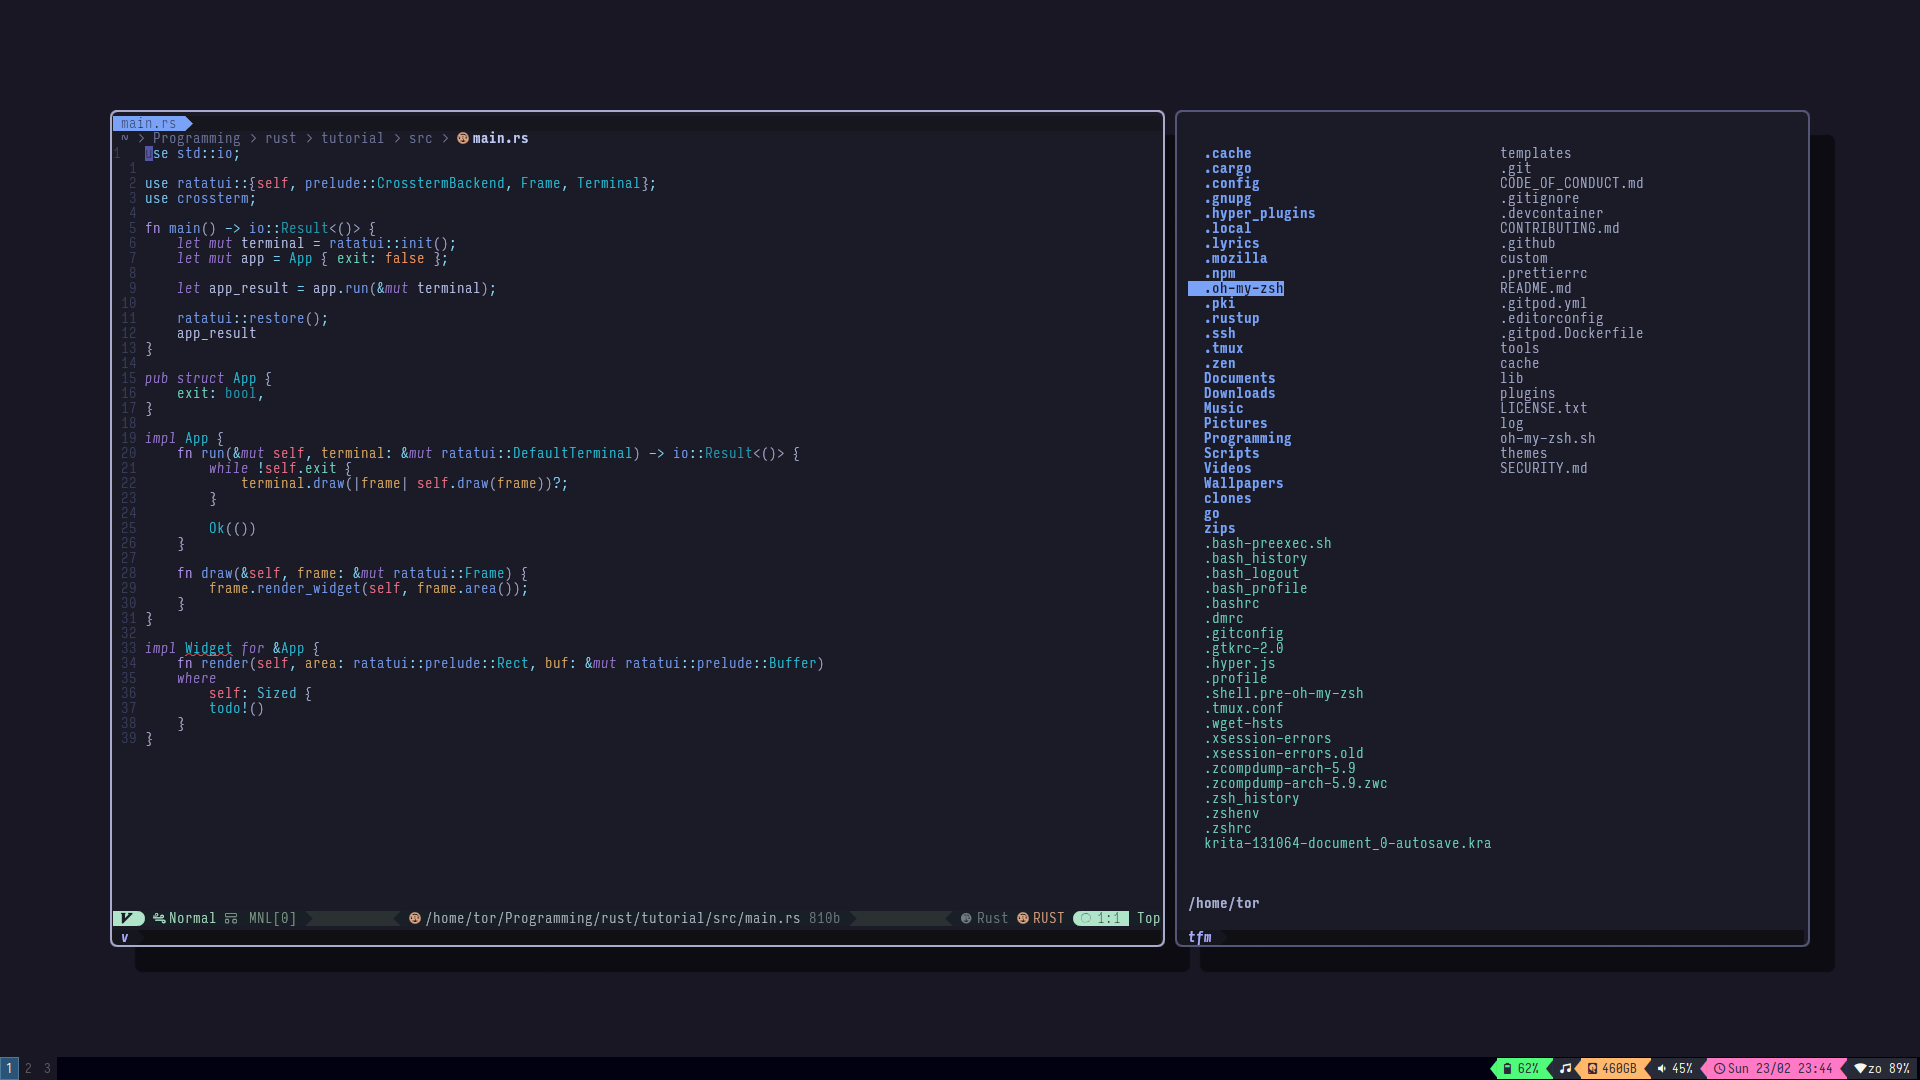 main.rs
~ > Programming > rust > tutorial > src > main.rs
1 use std::io;
1
2 use ratatui::{self, prelude::CrosstermBackend, Frame, Terminal};
3 use crossterm;
4
5 fn main() -> io::Result<()> {
6 let mut terminal = ratatui::init();
7 let mut app = App { exit: false };
8
9 let app_result = app.run(&mut terminal);
10
11 ratatui::restore();
12 app_result
13 }
14
15 pub struct App {
16 exit: bool,
17 }
18
19 impl App {
20 fn run(&mut self, terminal: &mut ratatui::DefaultTerminal) -> io::Result<()> {
21 while !self.exit {
22 terminal.draw(|frame| self.draw(frame))?;
23 }
24
25 Ok(())
26 }
27
28 fn draw(&self, frame: &mut ratatui::Frame) {
29 frame.render_widget(self, frame.area());
30 }
31 }
32
33 impl Widget for &App {
34 fn render(self, area: ratatui::prelude::Rect, buf: &mut ratatui::prelude::Buffer)
35 where
36 self: Sized {
37 todo!()
38 }
39 }
Normal MNL[0] /home/tor/Programming/rust/tutorial/src/main.rs 810b Rust RUST 1:1 Top
v
.cache
.cargo
.config
.gnupg
.hyper_plugins
.local
.lyrics
.mozilla
.npm
.oh-my-zsh
.pki
.rustup
.ssh
.tmux
.zen
Documents
Downloads
Music
Pictures
Programming
Scripts
Videos
Wallpapers
clones
go
zips
.bash-preexec.sh
.bash_history
.bash_logout
.bash_profile
.bashrc
.dmrc
.gitconfig
.gtkrc-2.0
.hyper.js
.profile
.shell.pre-oh-my-zsh
.tmux.conf
.wget-hsts
.xsession-errors
.xsession-errors.old
.zcompdump-arch-5.9
.zcompdump-arch-5.9.zwc
.zsh_history
.zshenv
.zshrc
krita-131064-document_0-autosave.kra
templates
.git
CODE_OF_CONDUCT.md
.gitignore
.devcontainer
CONTRIBUTING.md
.github
custom
.prettierrc
README.md
.gitpod.yml
.editorconfig
.gitpod.Dockerfile
tools
cache
lib
plugins
LICENSE.txt
log
oh-my-zsh.sh
themes
SECURITY.md
/home/tor
tfm
1 2 3
62% 460GB 45% Sun 23/02 23:44 zo 89%